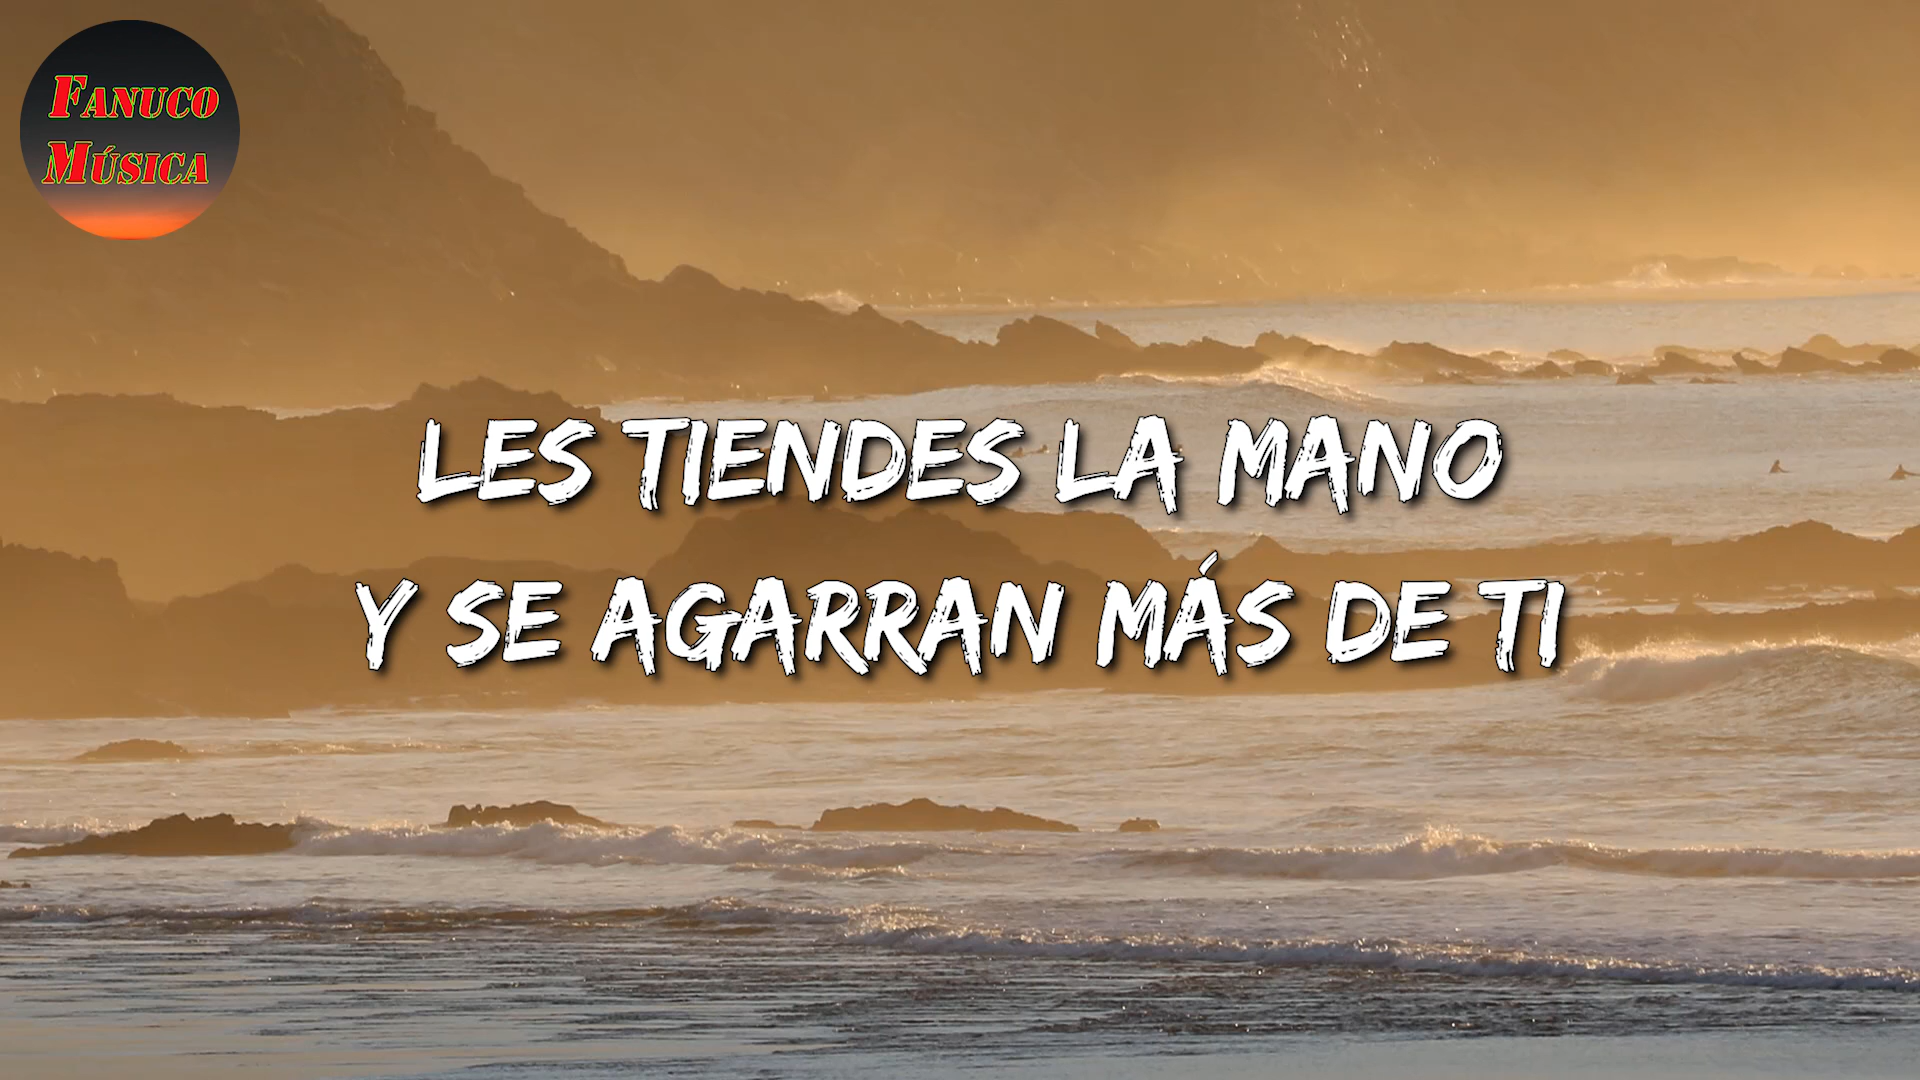 FANUCO
MÚSICA
LES TIENDES LA MANO
Y SE AGARRAN MÁS DE TI